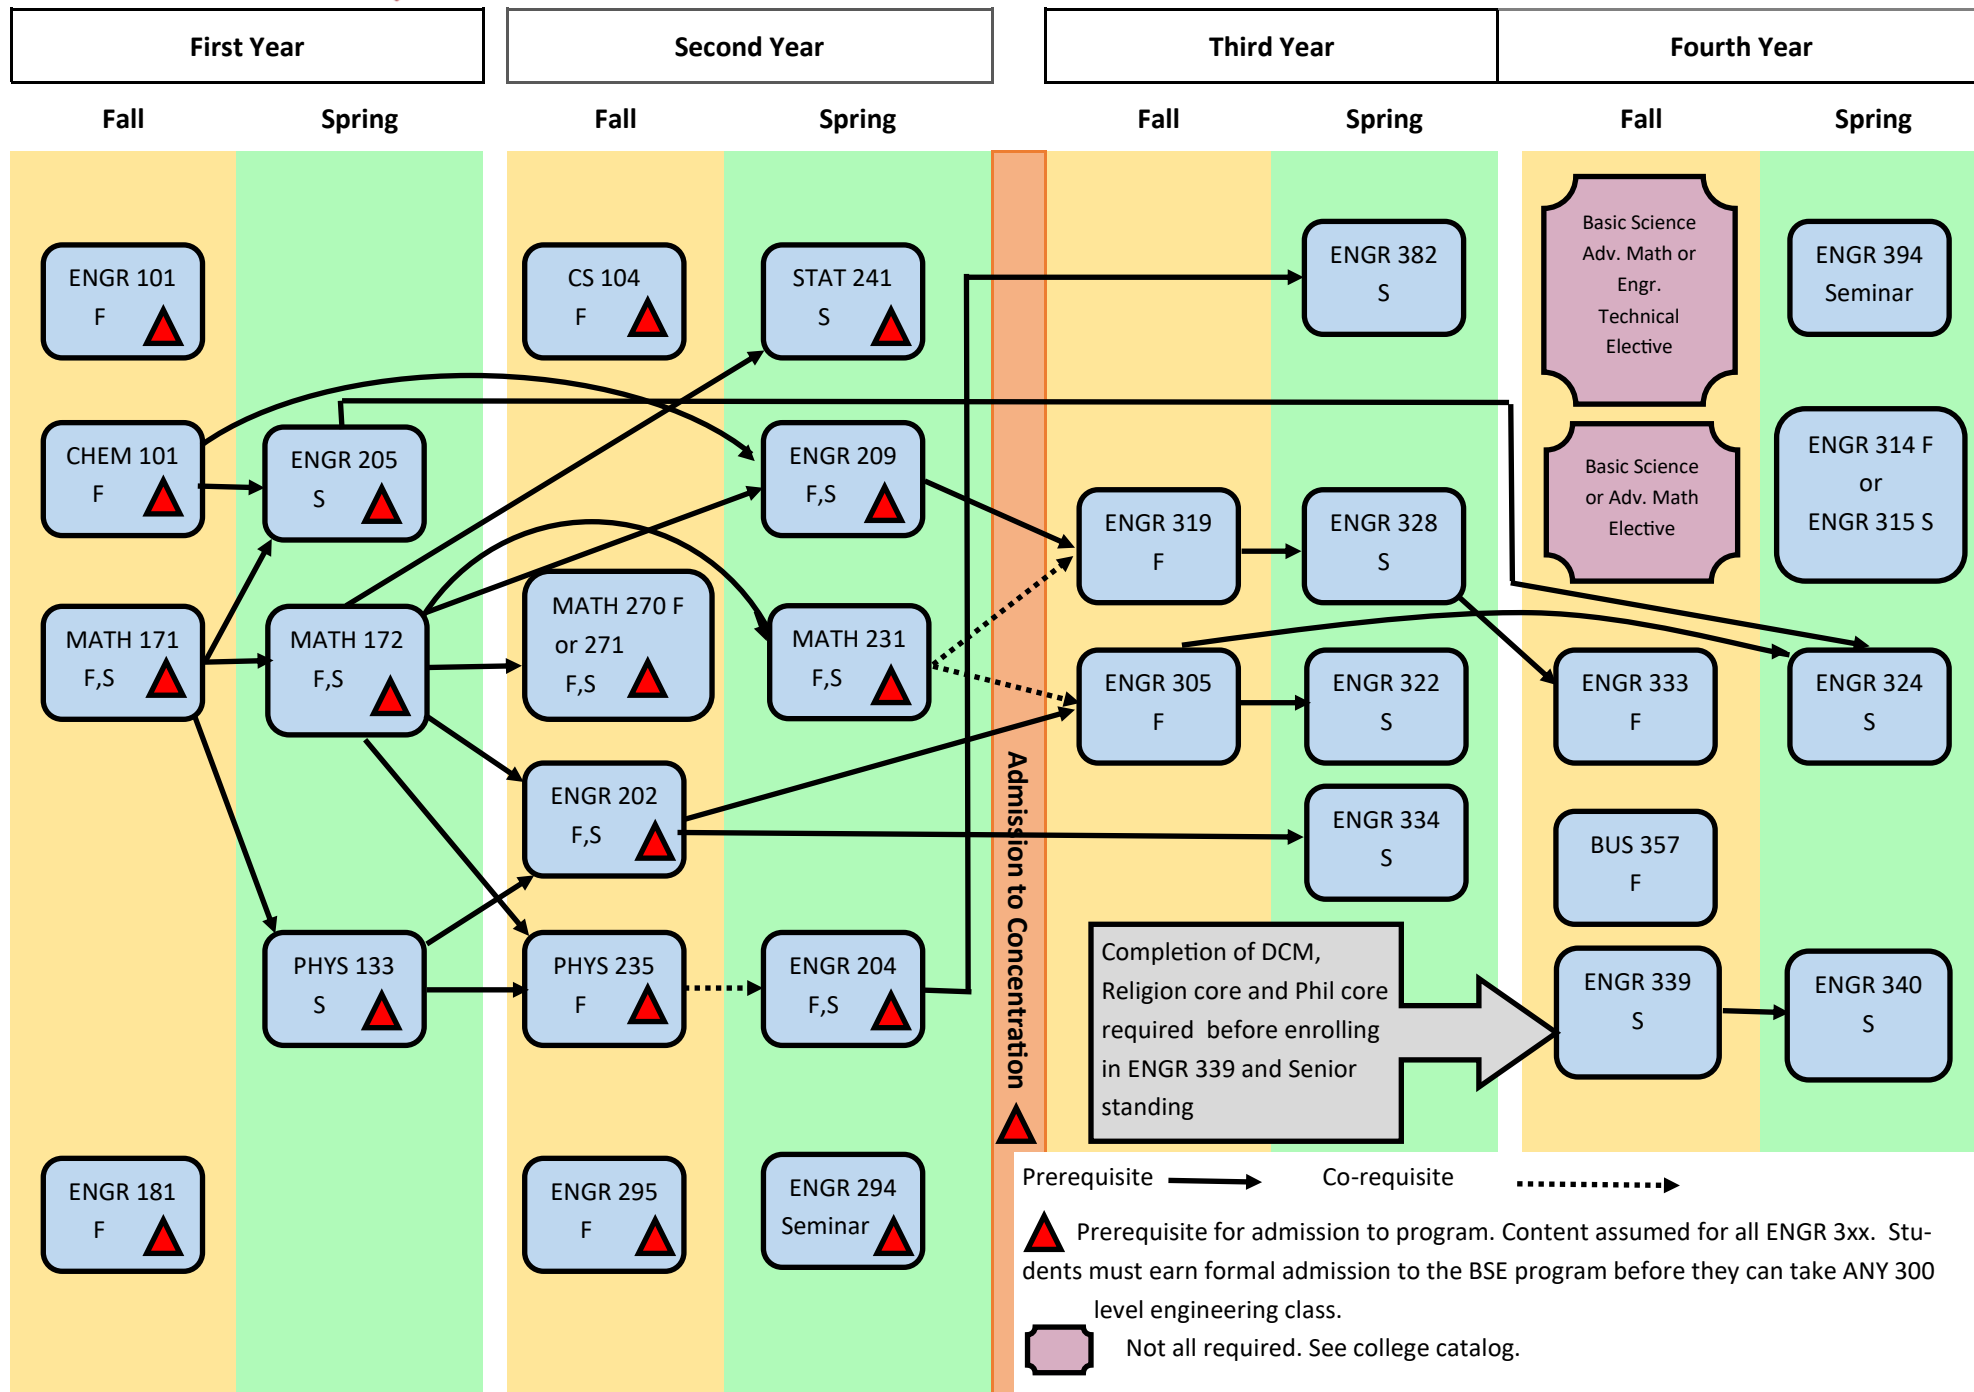 First Year
Second Year
Third Year
Fourth Year
Fall
Spring
Fall
Spring
Fall
Spring
Fall
Spring
ENGR 101
F
CHEM 101
F
MATH 171
F,S
ENGR 181
F
ENGR 205
S
MATH 172
F,S
PHYS 133
S
CS 104
F
MATH 270 F
or 271
F,S
ENGR 202
F,S
PHYS 235
F
ENGR 295
F
STAT 241
S
ENGR 209
F,S
MATH 231
F,S
ENGR 204
F,S
ENGR 294
Seminar
Admission to Concentration
ENGR 319
F
ENGR 305
F
ENGR 382
S
ENGR 328
S
ENGR 322
S
ENGR 334
S
Completion of DCM,
Religion core and Phil core
required before enrolling
in ENGR 339 and Senior
standing
Basic Science
Adv. Math or
Engr.
Technical
Elective
Basic Science
or Adv. Math
Elective
ENGR 333
F
BUS 357
F
ENGR 339
S
ENGR 394
Seminar
ENGR 314 F
or
ENGR 315 S
ENGR 324
S
ENGR 340
S
Prerequisite
Co-requisite
Prerequisite for admission to program. Content assumed for all ENGR 3xx. Stu-
dents must earn formal admission to the BSE program before they can take ANY 300
level engineering class.
Not all required. See college catalog.